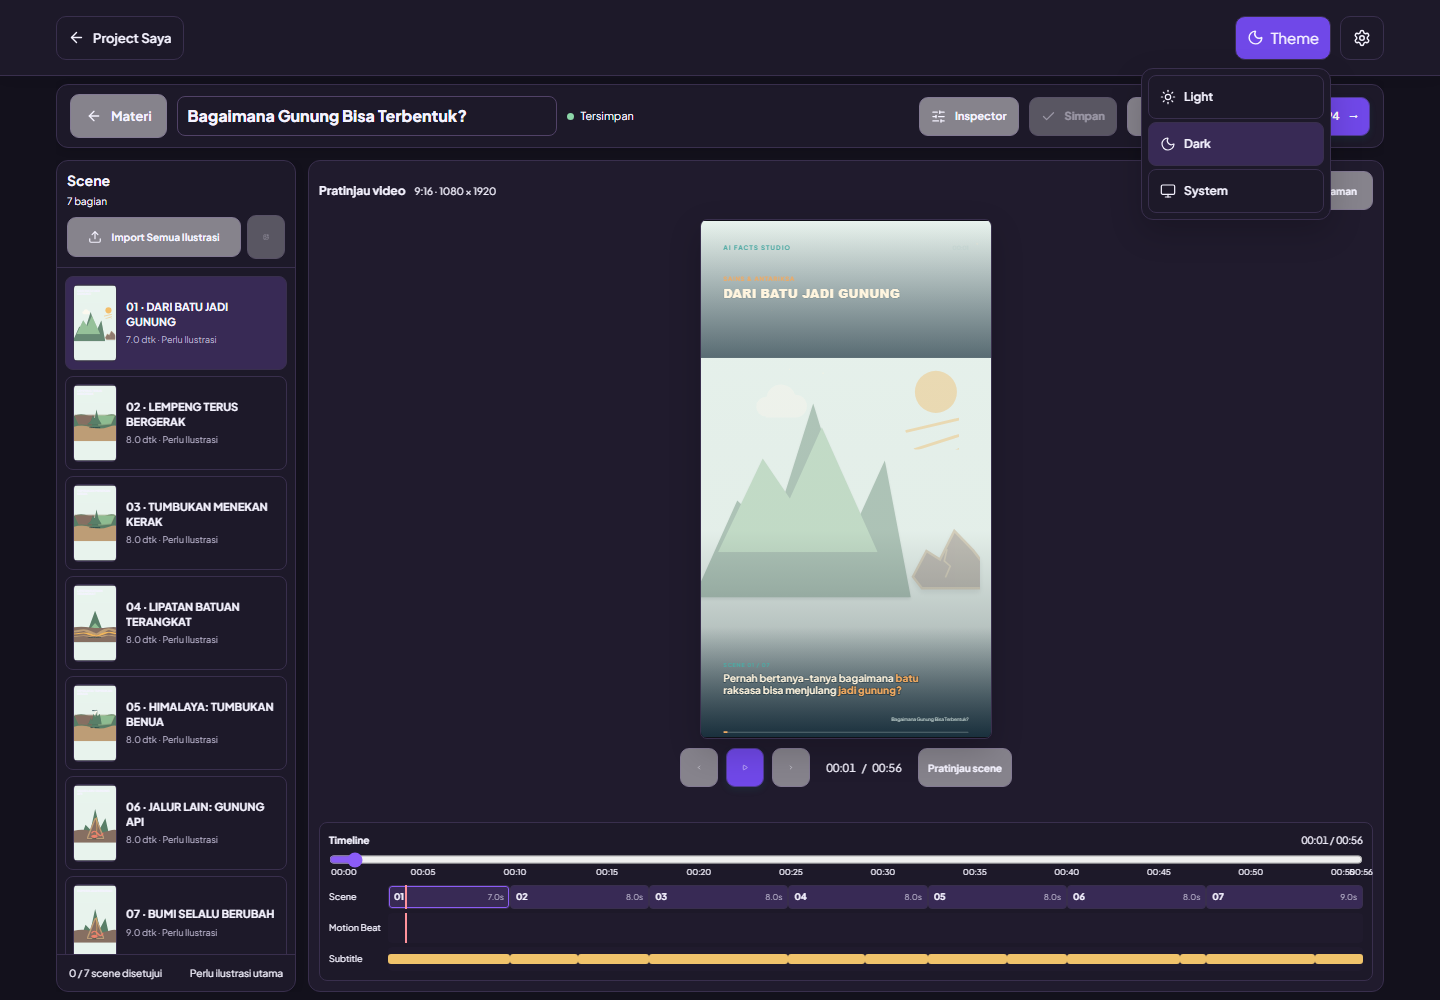 Project Saya
Theme
Light
Dark
System
Materi
Bagaimana Gunung Bisa Terbentuk?
Tersimpan
Inspector
Simpan
Scene
7 bagian
Import Semua Ilustrasi
01 · DARI BATU JADI
GUNUNG
7.0 dtk · Perlu Ilustrasi
02 · LEMPENG TERUS
BERGERAK
8.0 dtk · Perlu Ilustrasi
03 · TUMBUKAN MENEKAN
KERAK
8.0 dtk · Perlu Ilustrasi
04 · LIPATAN BATUAN
TERANGKAT
8.0 dtk · Perlu Ilustrasi
05 · HIMALAYA: TUMBUKAN
BENUA
8.0 dtk · Perlu Ilustrasi
06 · JALUR LAIN: GUNUNG
API
8.0 dtk · Perlu Ilustrasi
07 · BUMI SELALU BERUBAH
9.0 dtk · Perlu Ilustrasi
0 / 7 scene disetujui Perlu ilustrasi utama
Pratinjau video 9:16 · 1080 × 1920
AI FACTS STUDIO
DARI BATU JADI GUNUNG
Pernah bertanya-tanya bagaimana batu
raksasa bisa menjulang jadi gunung?
Bagaimana Gunung Bisa Terbentuk?
00:01 / 00:56
Pratinjau scene
Timeline
00:01 / 00:56
00:00 00:05 00:10 00:15 00:20 00:25 00:30 00:35 00:40 00:45 00:50 00:56
Scene 01 7.0s 02 8.0s 03 8.0s 04 8.0s 05 8.0s 06 8.0s 07 9.0s
Motion Beat
Subtitle